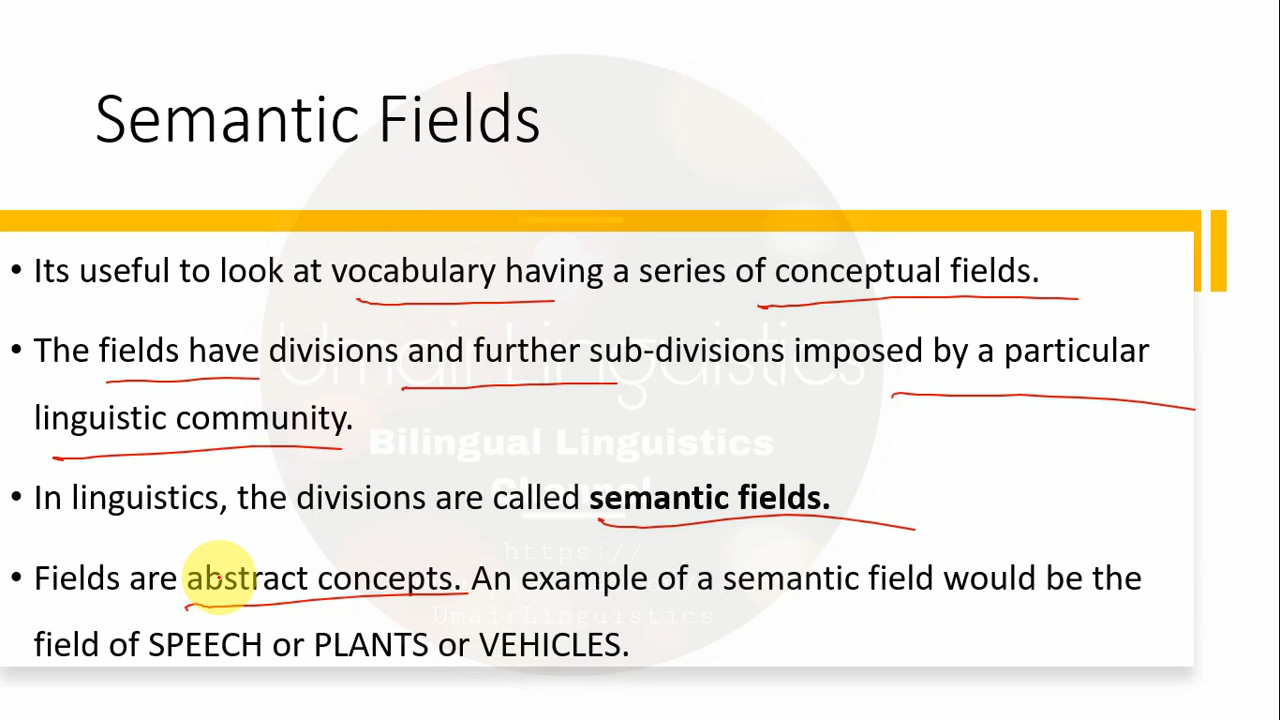 Semantic Fields
• Its useful to look at vocabulary having a series of conceptual fields.
• The fields have divisions and further sub-divisions imposed by a particular
linguistic community.
Umair Linguistics
Bilingual Linguistics
Channel
• In linguistics, the divisions are called semantic fields.
https://
• Fields are abstract concepts. An example of a semantic field would be the
UmairLinguistics
field of SPEECH or PLANTS or VEHICLES.